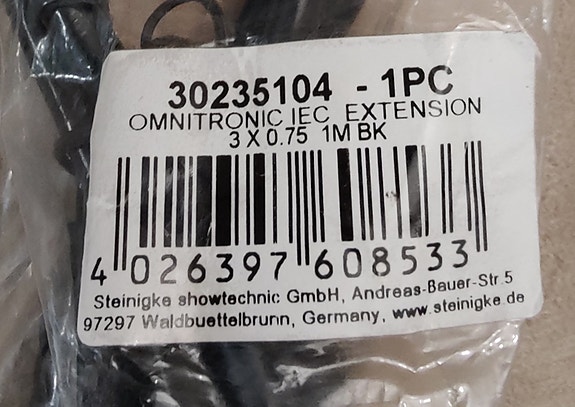 30235104 - 1PC
OMNITRONIC IEC EXTENSION
3 X 0.75 1M BK
4 026397 608533
Steinigke showtechnic GmbH, Andreas-Bauer-Str.5
97297 Waldbuettelbrunn, Germany, www.steinigke.de